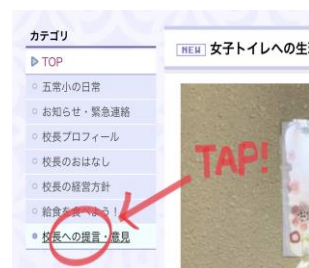 カテゴリ
TOP
五常小の日常
お知らせ・緊急連絡
校長プロフィール
校長のおはなし
校長の経営方針
給食を食べよう！
校長への提言・意見
NEW 女子トイレへの生
TAP!